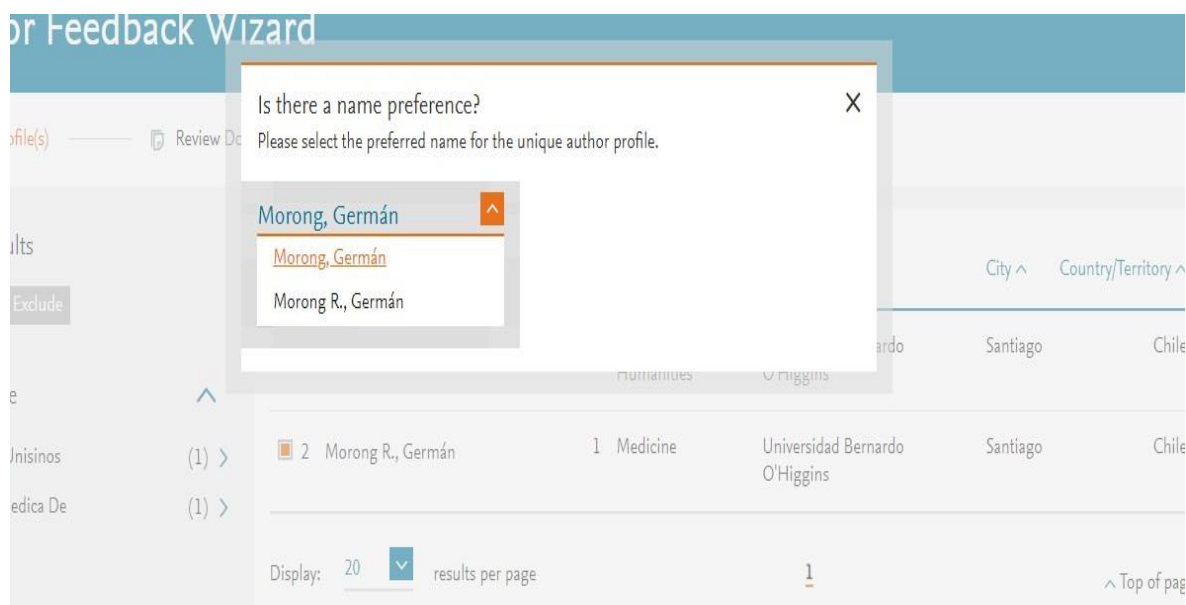 or Feedback Wizard
Is there a name preference?
X
Please select the preferred name for the unique author profile.
ofile(s)
Review Do
Morong, Germán
Morong, Germán
Morong R., Germán
ults
Exclude
City
Country/Territory
ardo
Santiago
Chile
Humanities
O'Higgins
e
Unisinos
(1)
2 Morong R., Germán
1 Medicine
Universidad Bernardo
O'Higgins
Santiago
Chile
edica De
(1)
Display: 20 results per page
1
Top of pag